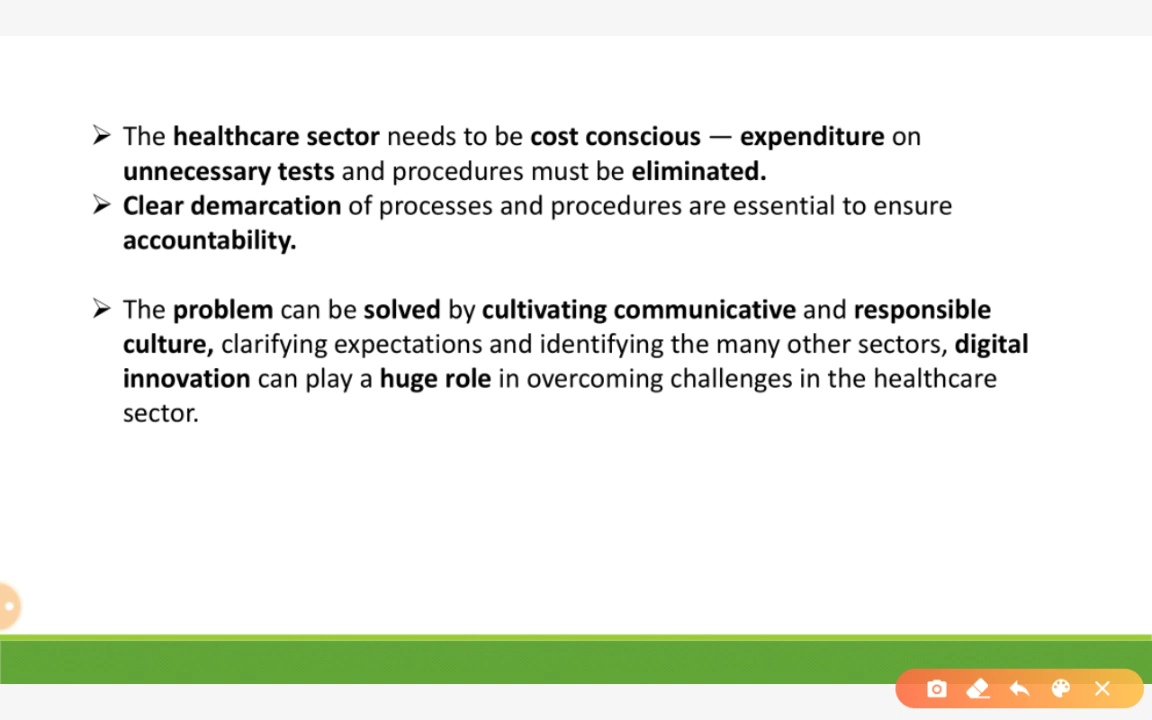 ➢ The healthcare sector needs to be cost conscious — expenditure on
unnecessary tests and procedures must be eliminated.
➢ Clear demarcation of processes and procedures are essential to ensure
accountability.
➢ The problem can be solved by cultivating communicative and responsible
culture, clarifying expectations and identifying the many other sectors, digital
innovation can play a huge role in overcoming challenges in the healthcare
sector.